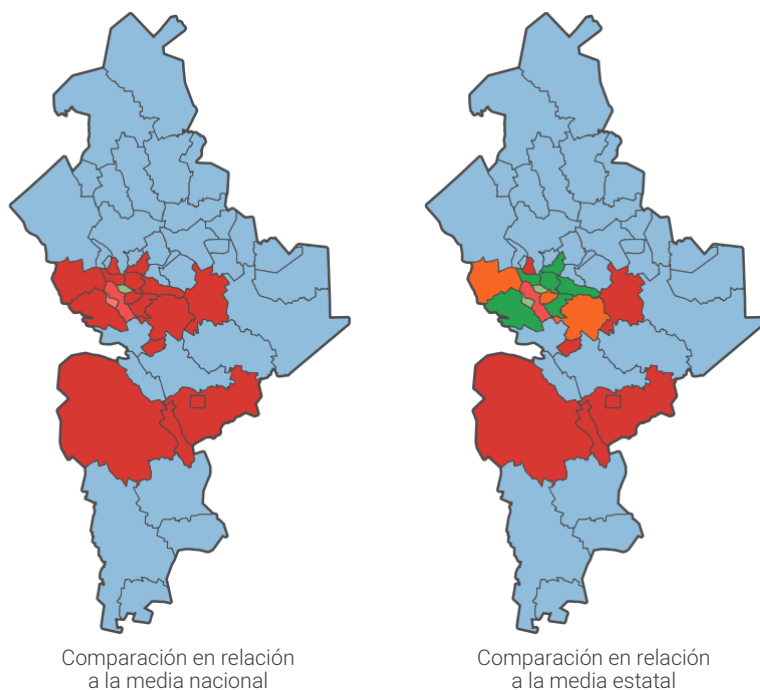 Comparación en relación
a la media nacional
Comparación en relación
a la media estatal